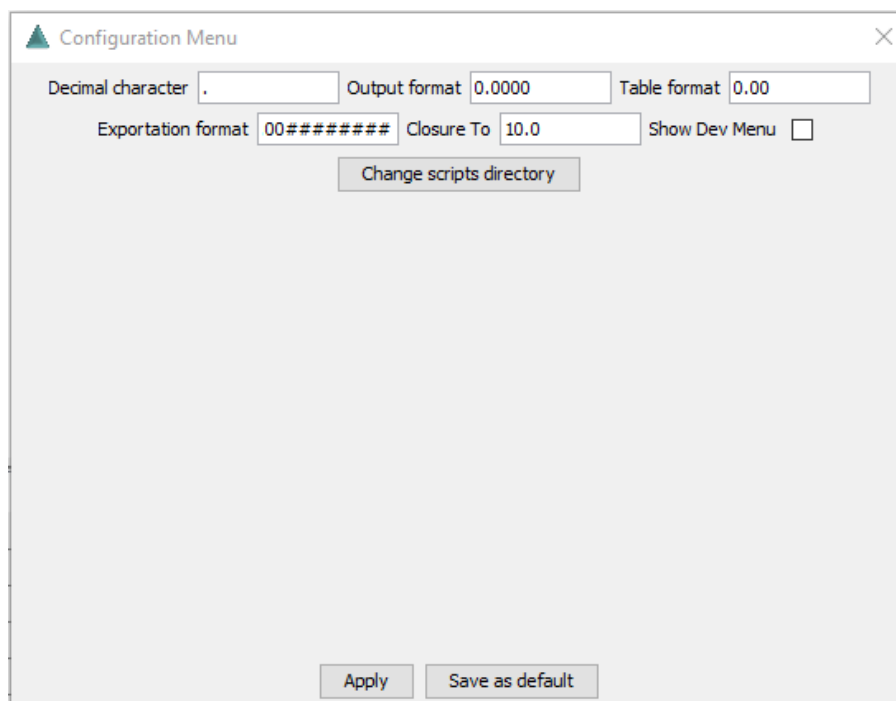 Configuration Menu
Decimal character . Output format 0.0000 Table format 0.00
Exportation format 00######## Closure To 10.0 Show Dev Menu
Change scripts directory
Apply Save as default